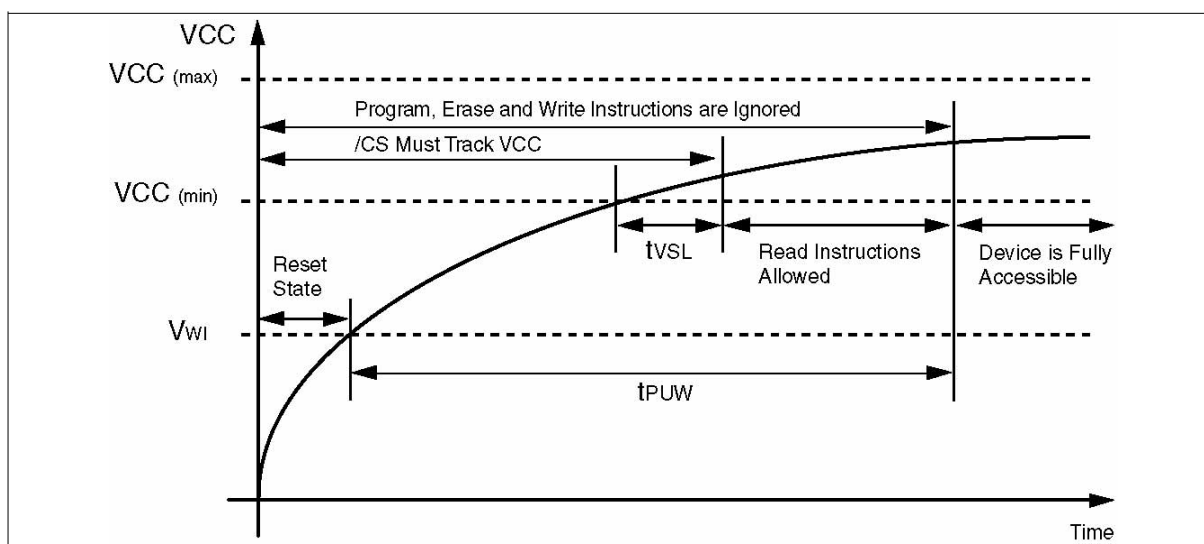 VCC
VCC (max)
Program, Erase and Write Instructions are Ignored
/CS Must Track VCC
VCC (min)
tVSL
Read Instructions
Allowed
Device is Fully
Accessible
Reset
State
VWI
tPUW
Time